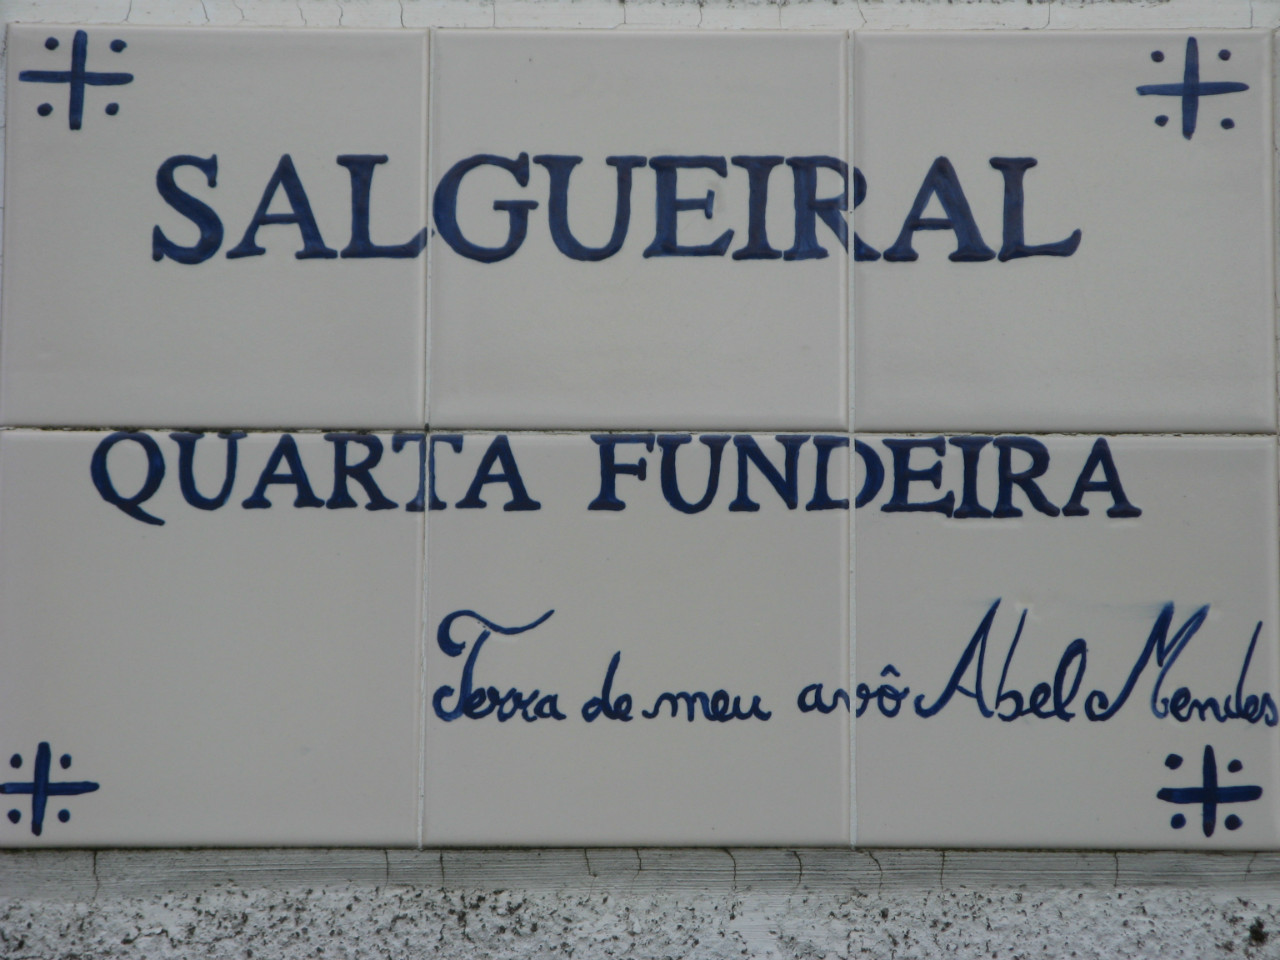 SALGUEIRAL
QUARTA FUNDEIRA
Terra de meu avô Abel Mendes